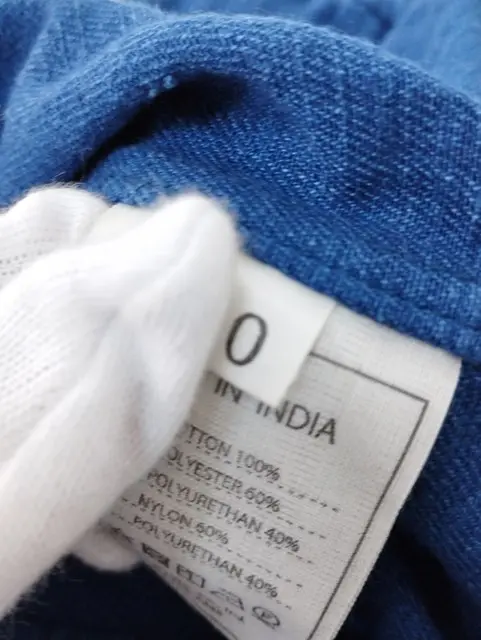 0
IN INDIA
TTON 100%
OLYESTER 60%
POLYURETHAN 40%
NYLON 60%
POLYURETHAN 40%